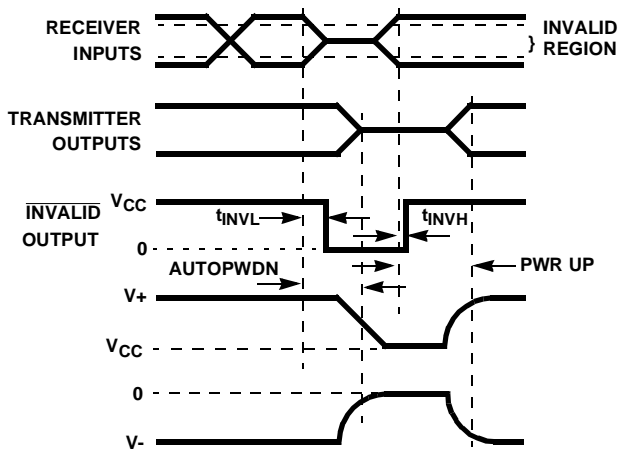 RECEIVER
INPUTS
} INVALID
REGION
TRANSMITTER
OUTPUTS
INVALID
OUTPUT
VCC
0
tINVL
tINVH
AUTOPWDN
PWR UP
V+
VCC
0
V-